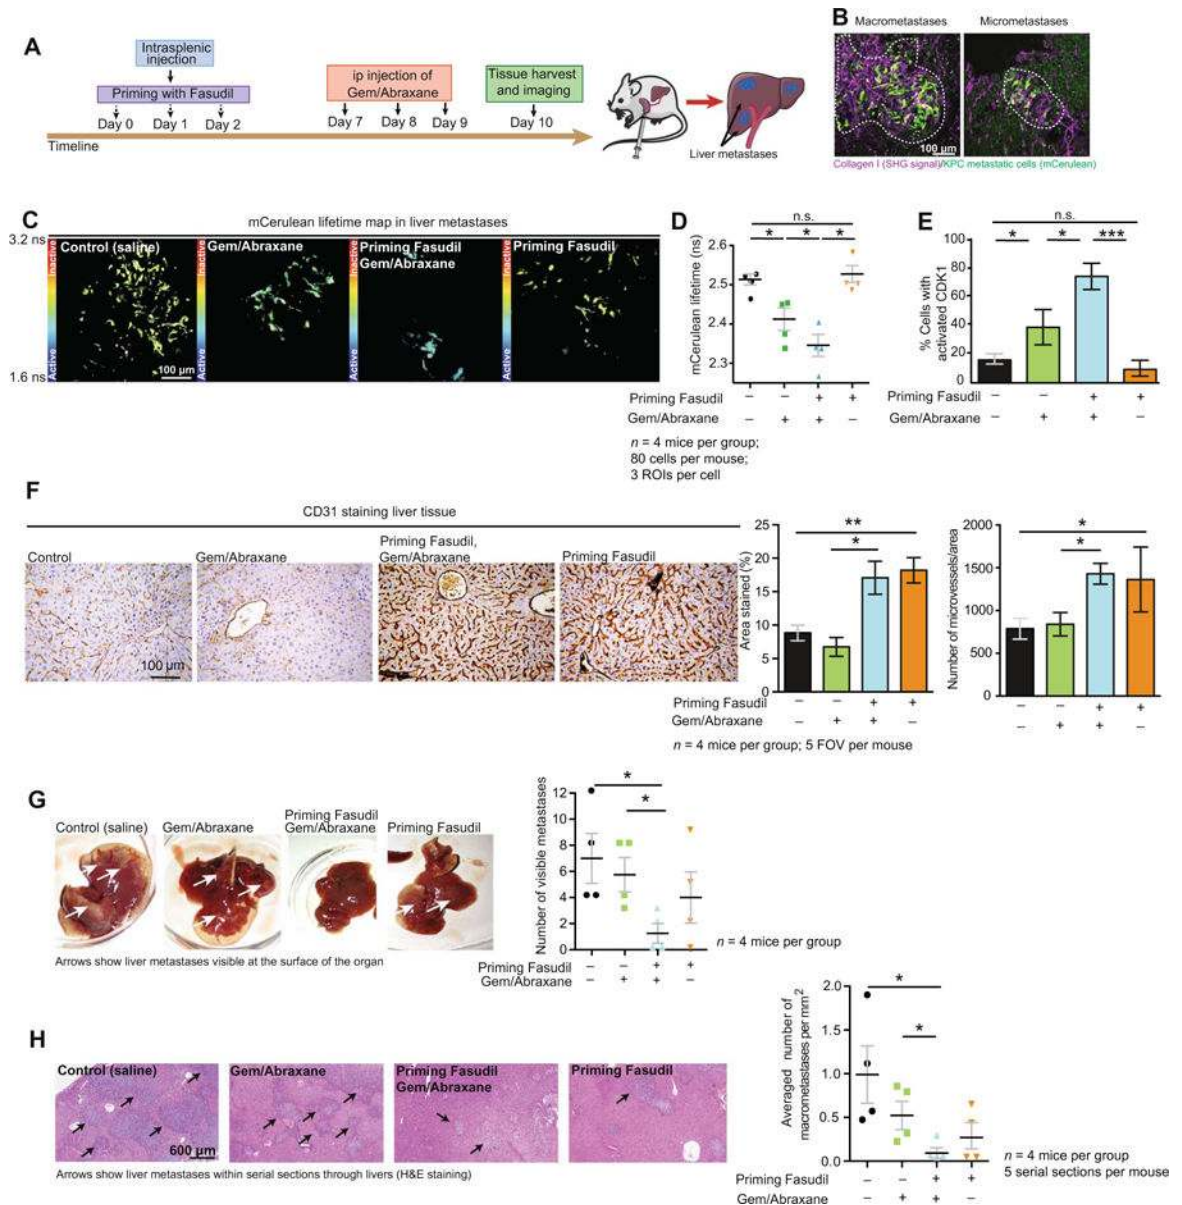 A
Intrasplenic
injection
Priming with Fasudil
Day 0 Day 1 Day 2
ip injection of
Gem/Abraxane
Day 7 Day 8 Day 9
Tissue harvest
and imaging
Day 10
Timeline
Liver metastases
B
Macrometastases Micrometastases
100 µm
Collagen I (SHG signal)/KPC metastatic cells (mCerulean)
C
mCerulean lifetime map in liver metastases
3.2 ns
1.6 ns
Inactive
Active
Control (saline)
100 µm
Inactive
Active
Gem/Abraxane
Inactive
Active
Priming Fasudil
Gem/Abraxane
Inactive
Active
Priming Fasudil
D
n.s.
* * * *
mCerulean lifetime (ns)
2.6
2.5
2.4
2.3
Priming Fasudil – – + +
Gem/Abraxane – + + –
n = 4 mice per group;
80 cells per mouse;
3 ROIs per cell
E
n.s.
* * ***
% Cells with
activated CDK1
100
80
60
40
20
0
Priming Fasudil – – + +
Gem/Abraxane – + + –
F
CD31 staining liver tissue
Control
100 µm
Gem/Abraxane
Priming Fasudil,
Gem/Abraxane
Priming Fasudil
Area stained (%)
25
20
15
10
5
0
**
*
Priming Fasudil – – + +
Gem/Abraxane – + + –
n = 4 mice per group; 5 FOV per mouse
Number of microvessels/area
2000
1500
1000
500
0
*
*
– – + +
– + + –
G
Control (saline)
Gem/Abraxane
Priming Fasudil
Gem/Abraxane
Priming Fasudil
Arrows show liver metastases visible at the surface of the organ
Number of visible metastases
12
10
8
6
4
2
0
*
*
Priming Fasudil – – + +
Gem/Abraxane – + + –
n = 4 mice per group
H
Control (saline)
600 µm
Gem/Abraxane
Priming Fasudil
Gem/Abraxane
Priming Fasudil
Arrows show liver metastases within serial sections through livers (H&E staining)
Averaged number of
macrometastases per mm2
2.0
1.5
1.0
0.5
0.0
*
*
Priming Fasudil – – + +
Gem/Abraxane – + + –
n = 4 mice per group
5 serial sections per mouse